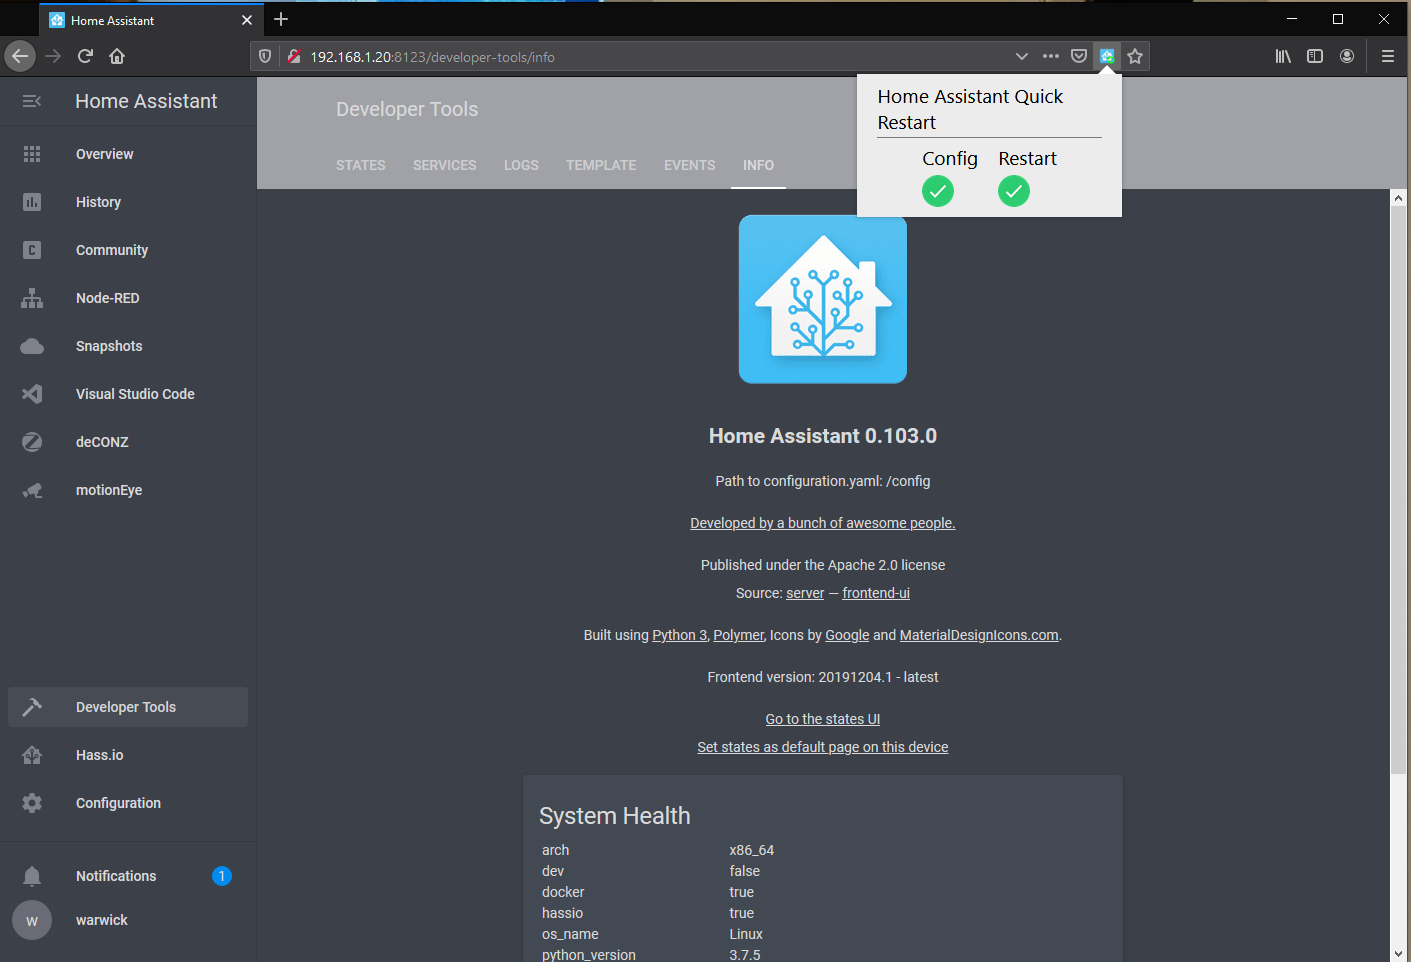 Home Assistant
192.168.1.20:8123/developer-tools/info
Home Assistant
Overview
History
Community
Node-RED
Snapshots
Visual Studio Code
deCONZ
motionEye
Developer Tools
Hass.io
Configuration
Notifications
1
w
warwick
Developer Tools
STATES
SERVICES
LOGS
TEMPLATE
EVENTS
INFO
Home Assistant Quick
Restart
Config Restart
Home Assistant 0.103.0
Path to configuration.yaml: /config
Developed by a bunch of awesome people.
Published under the Apache 2.0 license
Source: server — frontend-ui
Built using Python 3, Polymer, Icons by Google and MaterialDesignIcons.com.
Frontend version: 20191204.1 - latest
Go to the states UI
Set states as default page on this device
System Health
arch x86_64
dev false
docker true
hassio true
os_name Linux
python_version 3.7.5